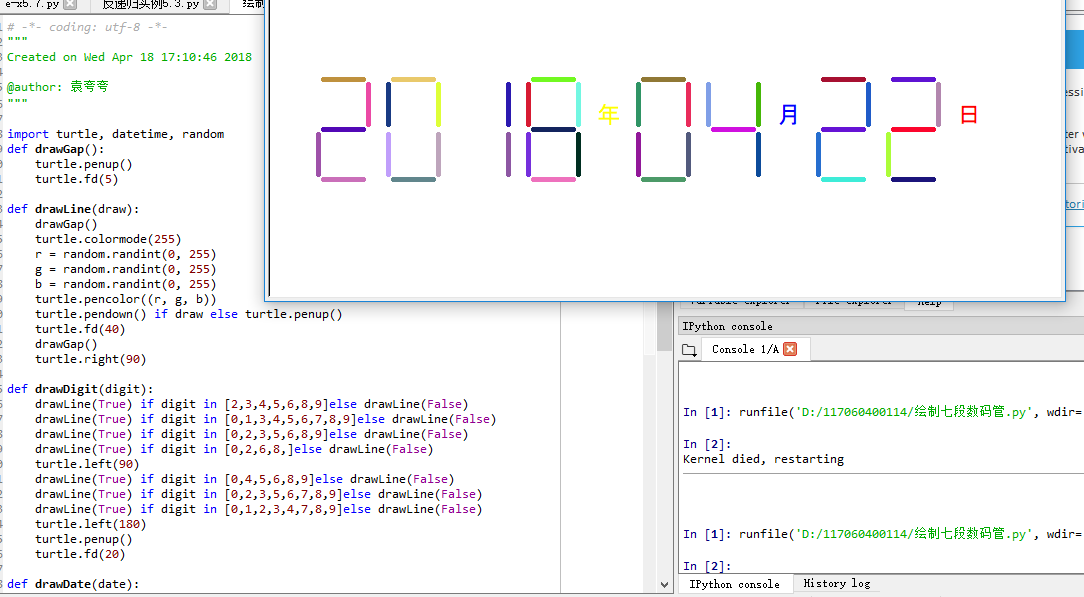 e-x5.7.py
反递归实例5.3.py
绘制
# -*- coding: utf-8 -*-
"""
Created on Wed Apr 18 17:10:46 2018
@author: 袁夸夸
"""
import turtle, datetime, random
def drawGap():
    turtle.penup()
    turtle.fd(5)
def drawLine(draw):
    drawGap()
    turtle.colormode(255)
    r = random.randint(0, 255)
    g = random.randint(0, 255)
    b = random.randint(0, 255)
    turtle.pencolor((r, g, b))
    turtle.pendown() if draw else turtle.penup()
    turtle.fd(40)
    drawGap()
    turtle.right(90)
def drawDigit(digit):
    drawLine(True) if digit in [2,3,4,5,6,8,9]else drawLine(False)
    drawLine(True) if digit in [0,1,3,4,5,6,7,8,9]else drawLine(False)
    drawLine(True) if digit in [0,2,3,5,6,8,9]else drawLine(False)
    drawLine(True) if digit in [0,2,6,8,]else drawLine(False)
    turtle.left(90)
    drawLine(True) if digit in [0,4,5,6,8,9]else drawLine(False)
    drawLine(True) if digit in [0,2,3,5,6,7,8,9]else drawLine(False)
    drawLine(True) if digit in [0,1,2,3,4,7,8,9]else drawLine(False)
    turtle.left(180)
    turtle.penup()
    turtle.fd(20)
def drawDate(date):
2018年04月22日
Help
IPython console
Console 1/A
In [1]: runfile('D:/117060400114/绘制七段数码管.py', wdir=
In [2]:
Kernel died, restarting
In [1]: runfile('D:/117060400114/绘制七段数码管.py', wdir=
In [2]:
IPython console
History log